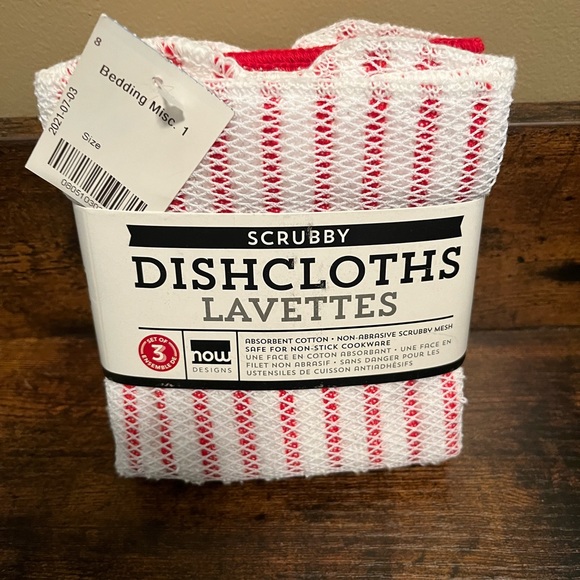 8
Bedding Misc. 1
2021-07-03
Size
0805103
SCRUBBY
DISHCLOTHS
LAVETTES
SET OF
3
ENSEMBLE DE
now
DESIGNS
ABSORBENT COTTON • NON-ABRASIVE SCRUBBY MESH
SAFE FOR NON-STICK COOKWARE
UNE FACE EN COTON ABSORBANT • UNE FACE EN
FILET NON ABRASIF • SANS DANGER POUR LES
USTENSILES DE CUISSON ANTIADHÉSIFS